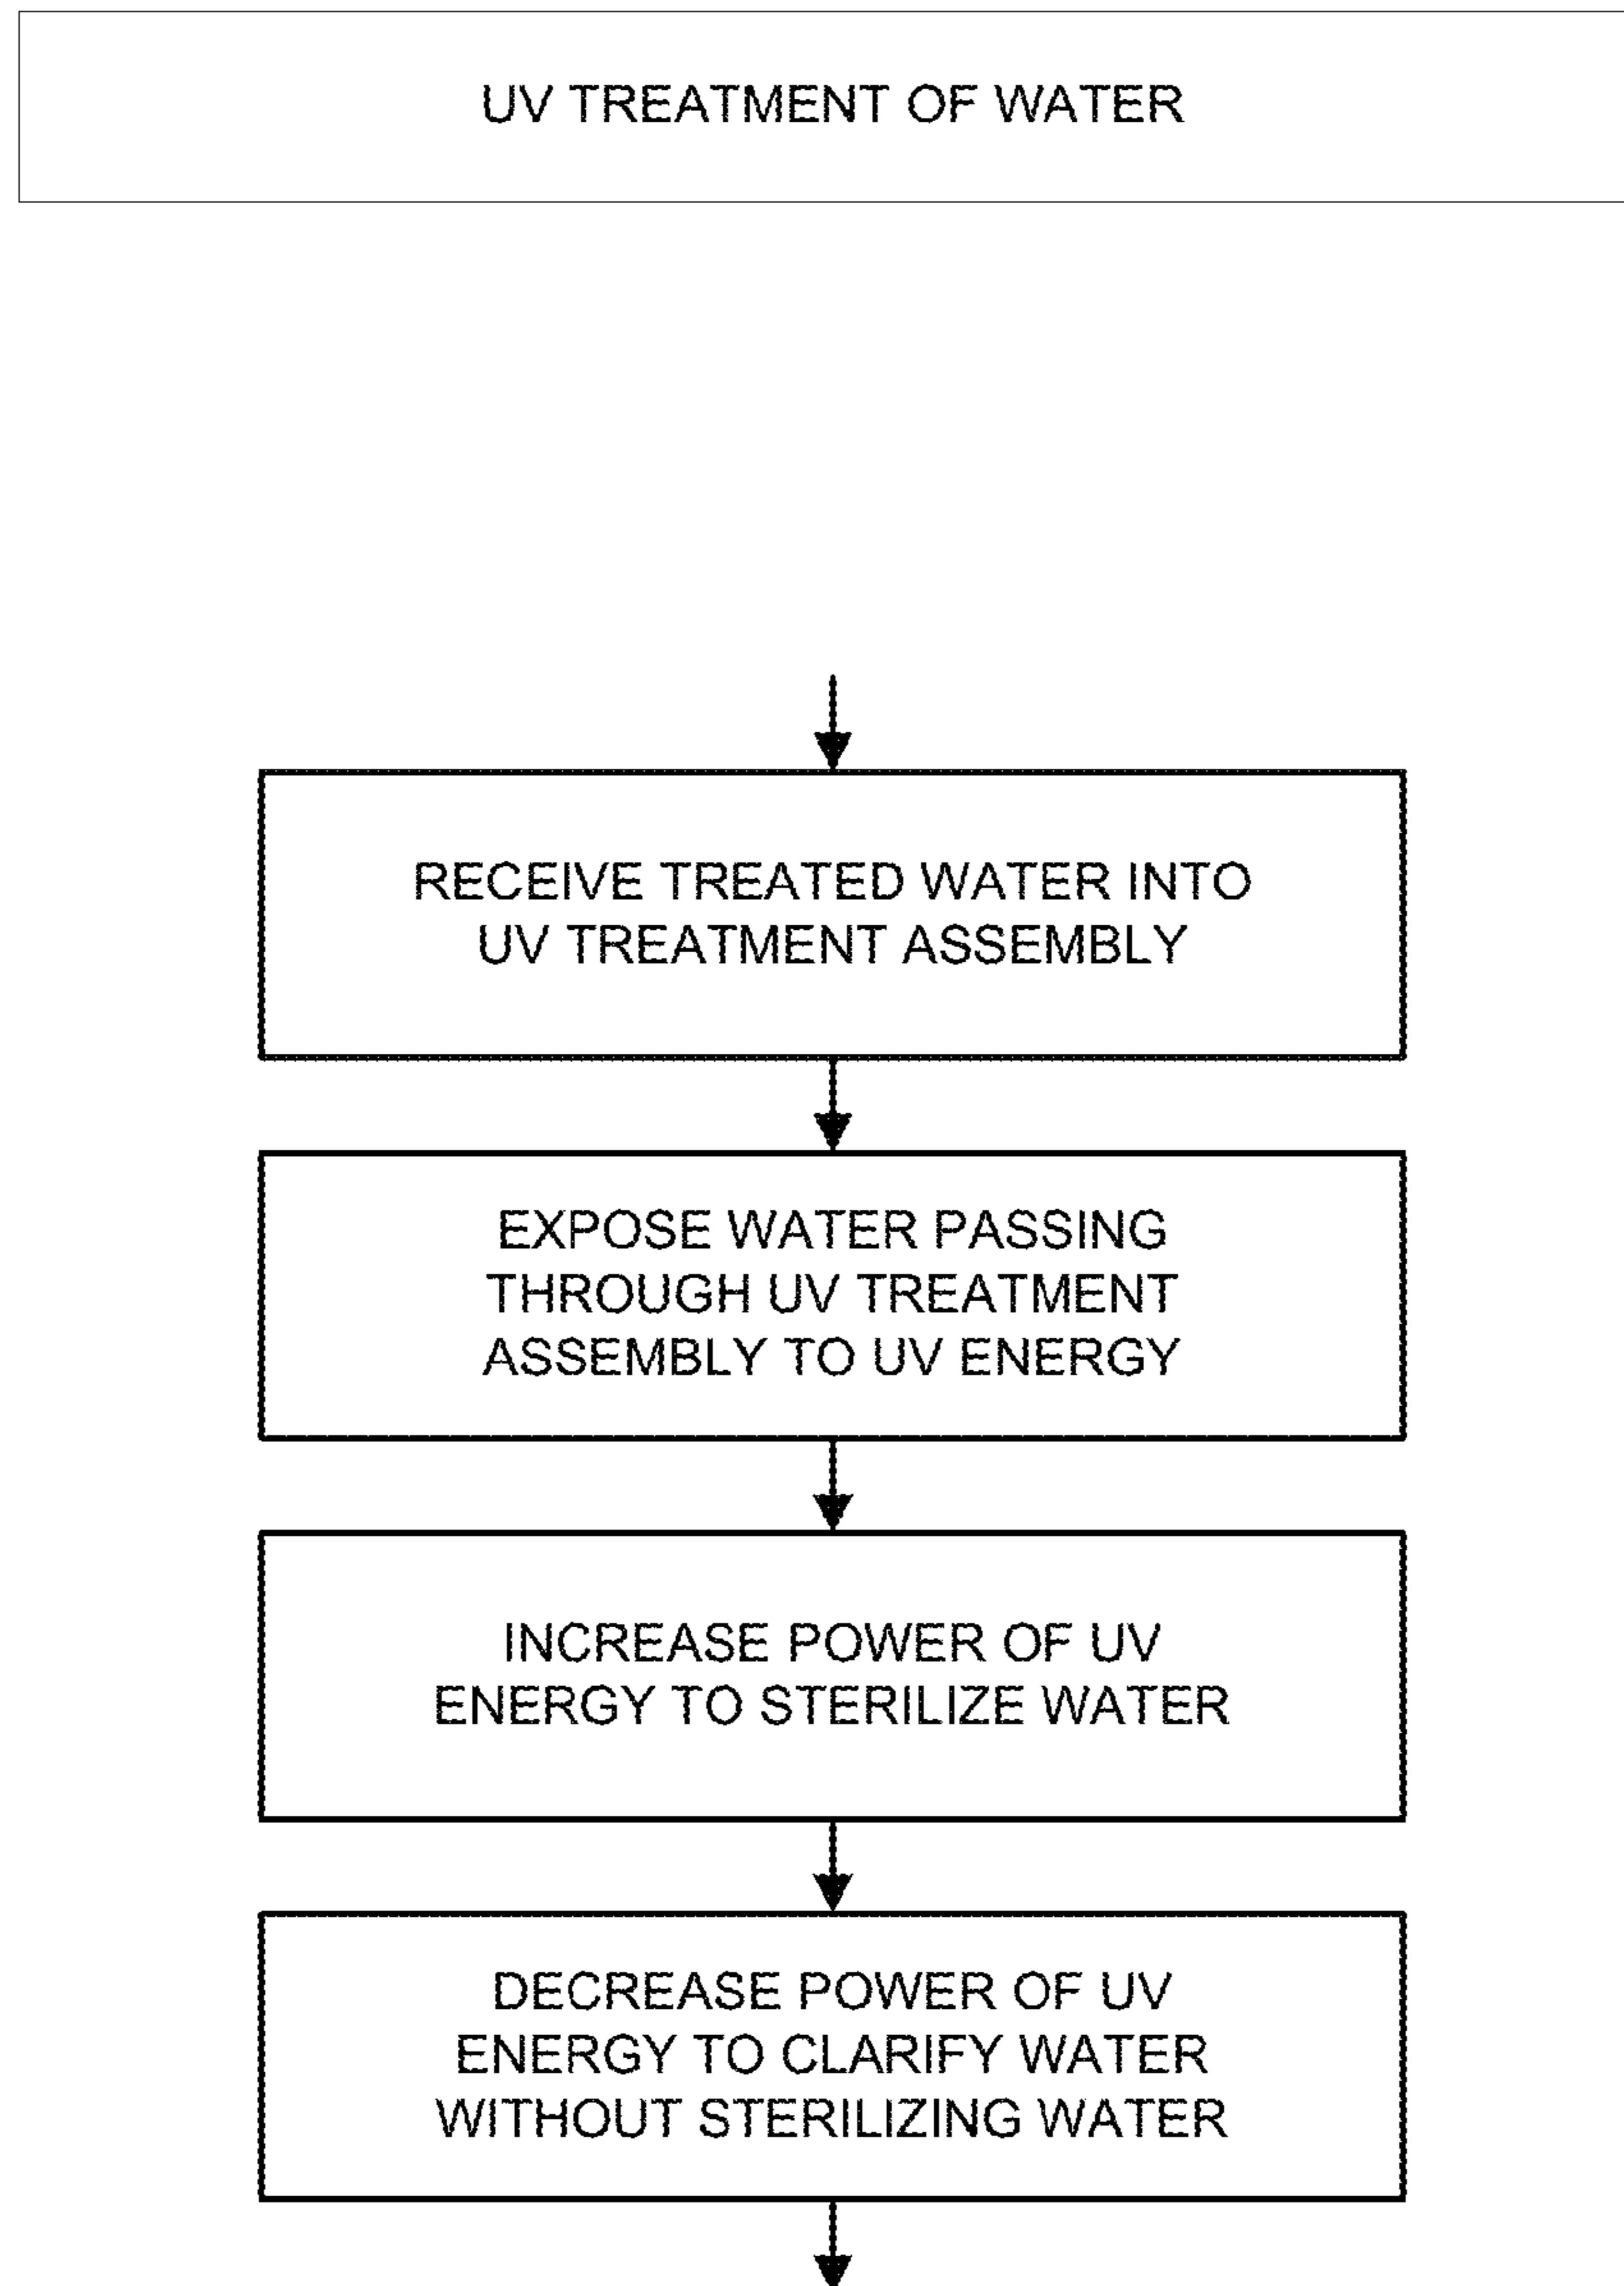 UV TREATMENT OF WATER
RECEIVE TREATED WATER INTO
UV TREATMENT ASSEMBLY
EXPOSE WATER PASSING
THROUGH UV TREATMENT
ASSEMBLY TO UV ENERGY
INCREASE POWER OF UV
ENERGY TO STERILIZE WATER
DECREASE POWER OF UV
ENERGY TO CLARIFY WATER
WITHOUT STERILIZING WATER